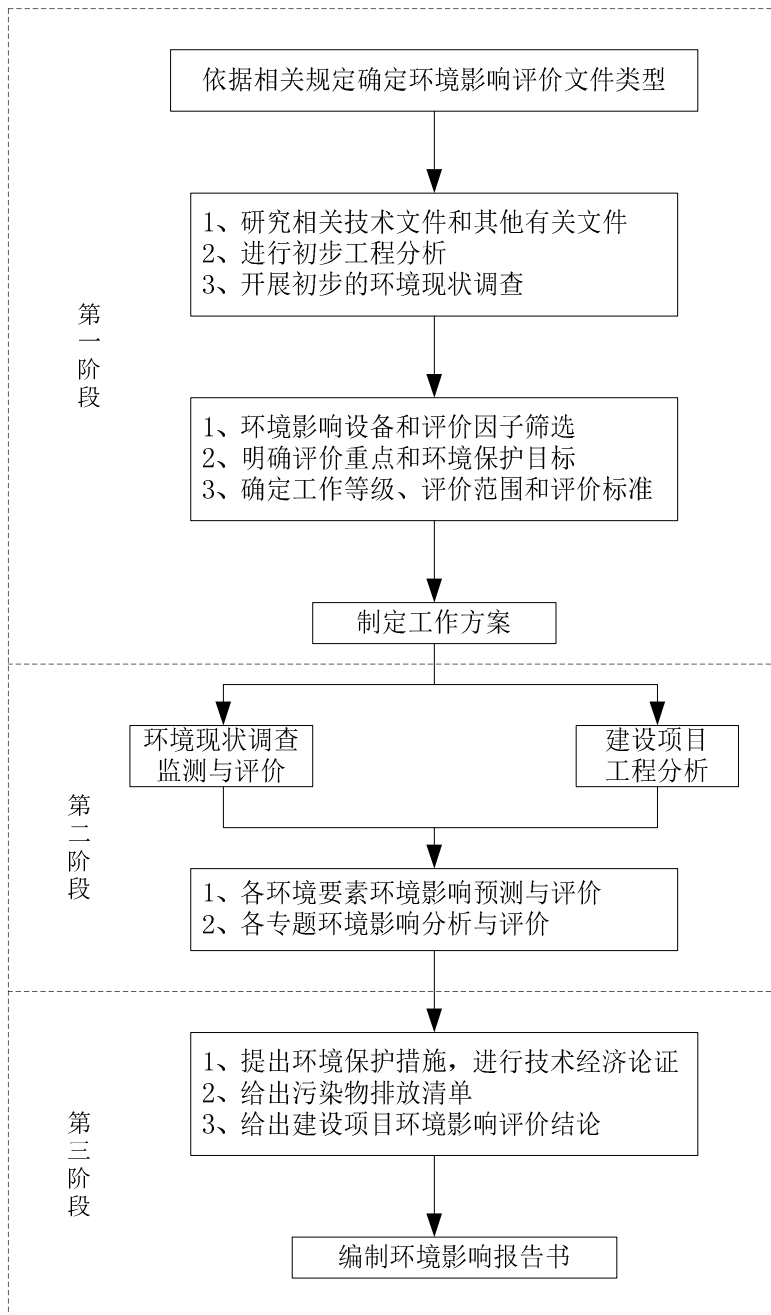 依据相关规定确定环境影响评价文件类型
1、研究相关技术文件和其他有关文件
2、进行初步工程分析
3、开展初步的环境现状调查
第一阶段
1、环境影响设备和评价因子筛选
2、明确评价重点和环境保护目标
3、确定工作等级、评价范围和评价标准
制定工作方案
环境现状调查
监测与评价
建设项目
工程分析
第二阶段
1、各环境要素环境影响预测与评价
2、各专题环境影响分析与评价
1、提出环境保护措施，进行技术经济论证
2、给出污染物排放清单
3、给出建设项目环境影响评价结论
第三阶段
编制环境影响报告书